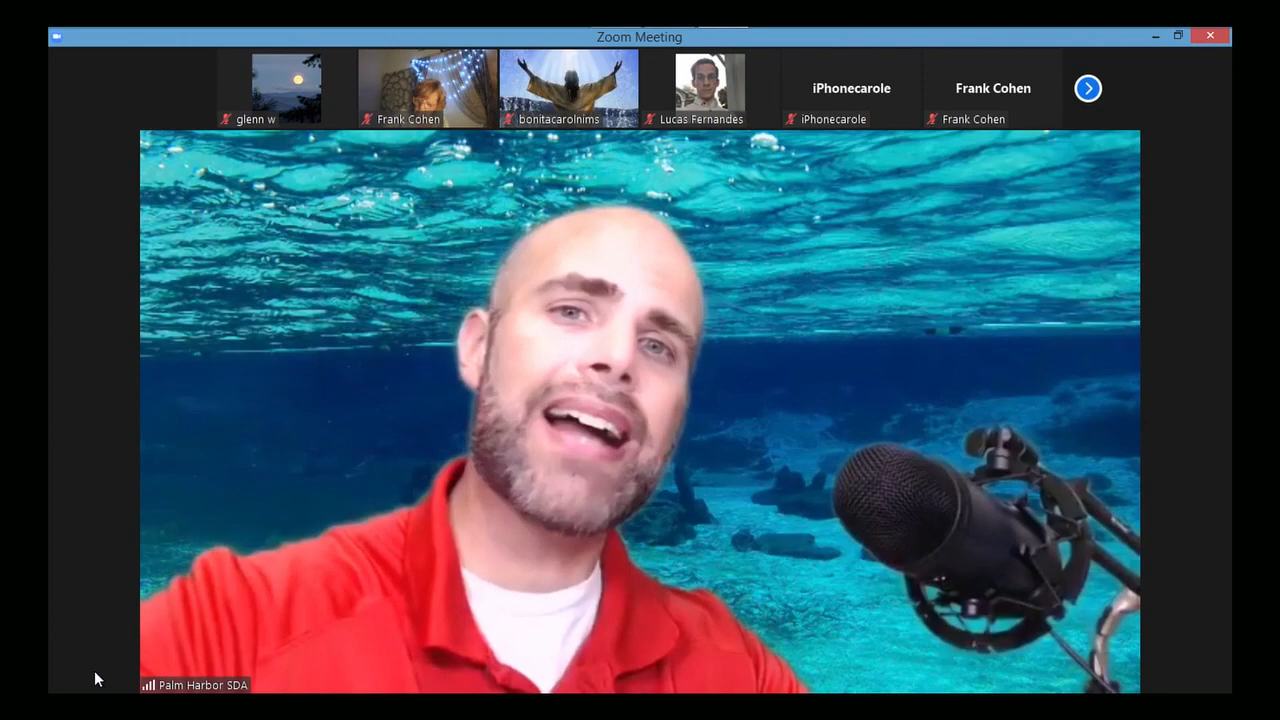 Zoom Meeting
iPhonecarole
Frank Cohen
glenn w
Frank Cohen
bonitacarolnims
Lucas Fernandes
iPhonecarole
Frank Cohen
Palm Harbor SDA